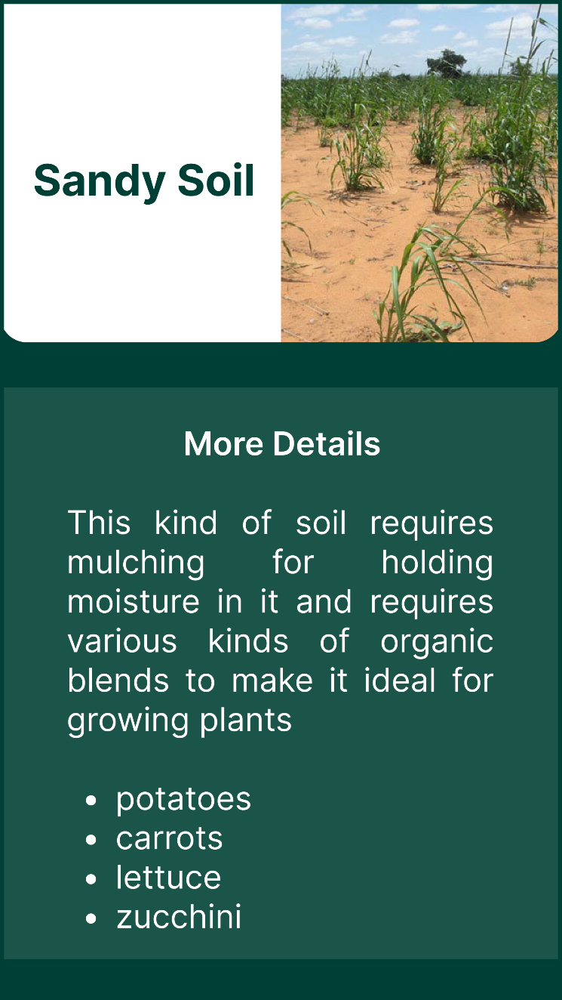 Sandy Soil
More Details
This kind of soil requires
mulching for holding
moisture in it and requires
various kinds of organic
blends to make it ideal for
growing plants
• potatoes
• carrots
• lettuce
• zucchini